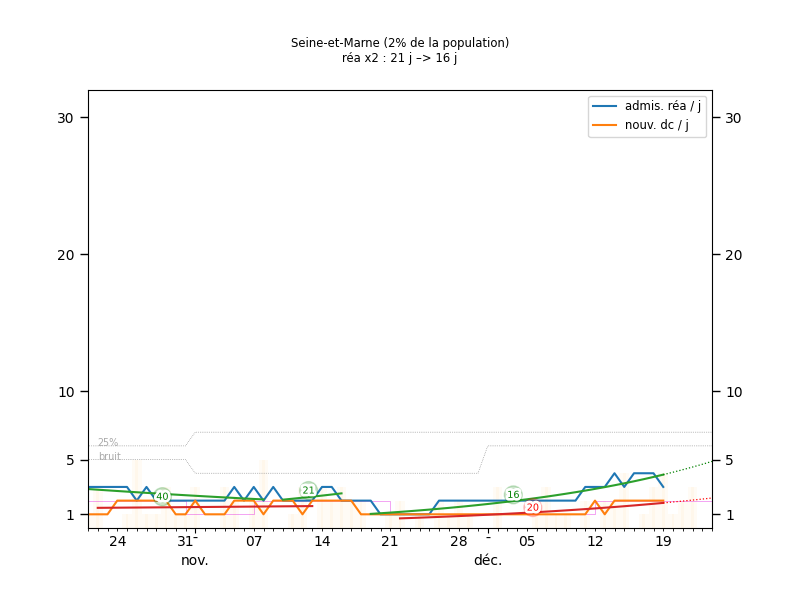 Seine-et-Marne (2% de la population)
réa x2 : 21 j –> 16 j
admis. réa / j
nouv. dc / j
30 30
20 20
10 10
25%
bruit
5 5
40 21 16 20
1 1
24 31 07 14 21 28 05 12 19
nov. déc.